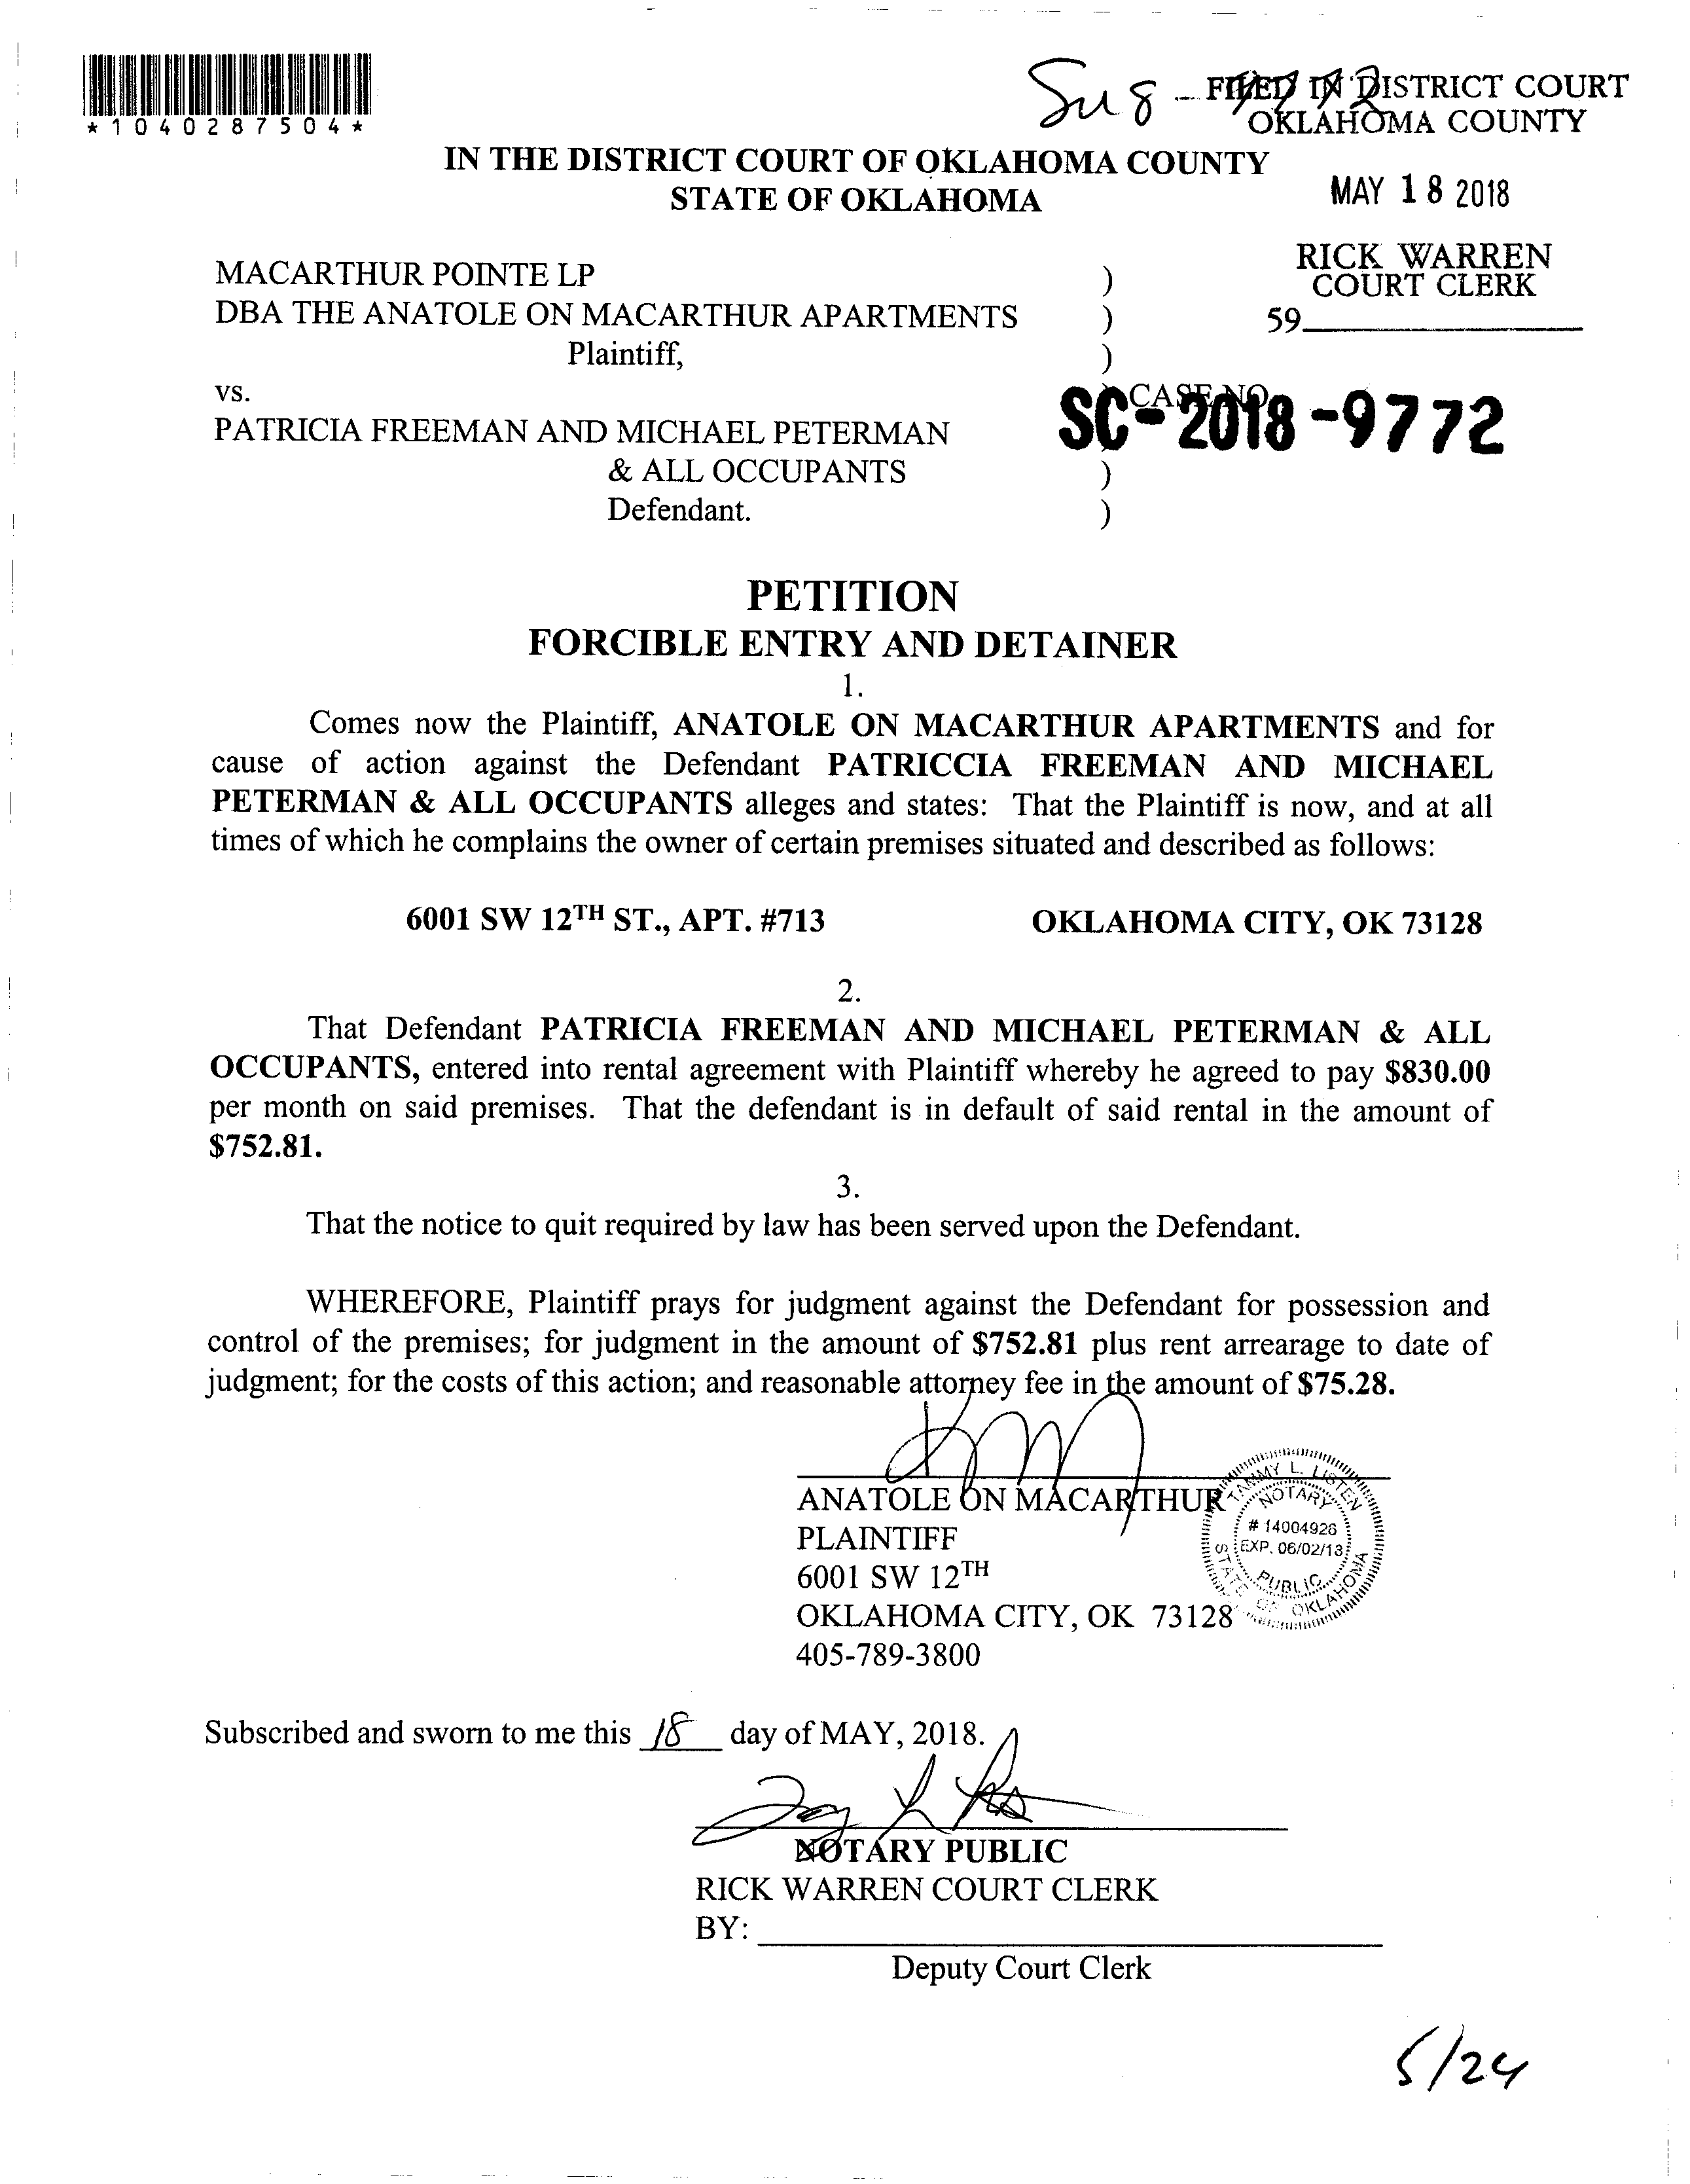 *1040287504*
FILED IN DISTRICT COURT
OKLAHOMA COUNTY
IN THE DISTRICT COURT OF OKLAHOMA COUNTY
STATE OF OKLAHOMA
MAY 18 2018
RICK WARREN
COURT CLERK
59
MACARTHUR POINTE LP )
DBA THE ANATOLE ON MACARTHUR APARTMENTS )
Plaintiff, )
vs. ) CASE NO.
SC-2018-9772
PATRICIA FREEMAN AND MICHAEL PETERMAN
& ALL OCCUPANTS )
Defendant. )
PETITION
FORCIBLE ENTRY AND DETAINER
1.
Comes now the Plaintiff, ANATOLE ON MACARTHUR APARTMENTS and for
cause of action against the Defendant PATRICCIA FREEMAN AND MICHAEL
PETERMAN & ALL OCCUPANTS alleges and states: That the Plaintiff is now, and at all
times of which he complains the owner of certain premises situated and described as follows:
6001 SW 12TH ST., APT. #713 OKLAHOMA CITY, OK 73128
2.
That Defendant PATRICIA FREEMAN AND MICHAEL PETERMAN & ALL
OCCUPANTS, entered into rental agreement with Plaintiff whereby he agreed to pay $830.00
per month on said premises. That the defendant is in default of said rental in the amount of
$752.81.
3.
That the notice to quit required by law has been served upon the Defendant.
WHEREFORE, Plaintiff prays for judgment against the Defendant for possession and
control of the premises; for judgment in the amount of $752.81 plus rent arrearage to date of
judgment; for the costs of this action; and reasonable attorney fee in the amount of $75.28.
ANATOLE ON MACARTHUR
PLAINTIFF
6001 SW 12TH
OKLAHOMA CITY, OK 73128
405-789-3800
TAMMY L. LISTEN
NOTARY
# 14004926
EXP. 06/02/18
PUBLIC
STATE OF OKLAHOMA
Subscribed and sworn to me this 18 day of MAY, 2018.
NOTARY PUBLIC
RICK WARREN COURT CLERK
BY:
Deputy Court Clerk
5/24